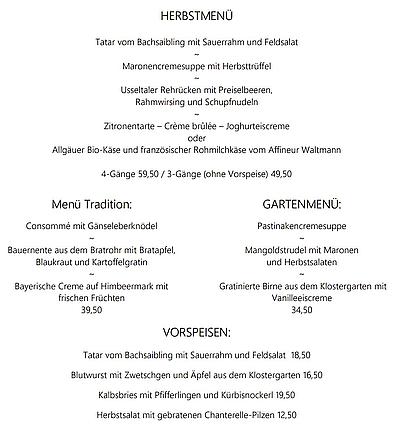 HERBSTMENÜ
Tatar vom Bachsaibling mit Sauerrahm und Feldsalat
~
Maronencremesuppe mit Herbsttrüffel
~
Usseltaler Rehrücken mit Preiselbeeren,
Rahmwirsing und Schupfnudeln
~
Zitronentarte – Crème brûlée – Joghurteiscreme
oder
Allgäuer Bio-Käse und französischer Rohmilchkäse vom Affineur Waltmann
4-Gänge 59,50 / 3-Gänge (ohne Vorspeise) 49,50
Menü Tradition:
Consommé mit Gänseleberknödel
~
Bauernente aus dem Bratrohr mit Bratapfel,
Blaukraut und Kartoffelgratin
~
Bayerische Creme auf Himbeermark mit
frischen Früchten
39,50
GARTENMENÜ:
Pastinakencremesuppe
~
Mangoldstrudel mit Maronen
und Herbstsalaten
~
Gratinierte Birne aus dem Klostergarten mit
Vanilleeiscreme
34,50
VORSPEISEN:
Tatar vom Bachsaibling mit Sauerrahm und Feldsalat 18,50
Blutwurst mit Zwetschgen und Äpfel aus dem Klostergarten 16,50
Kalbsbries mit Pfifferlingen und Kürbisnockerl 19,50
Herbstsalat mit gebratenen Chanterelle-Pilzen 12,50